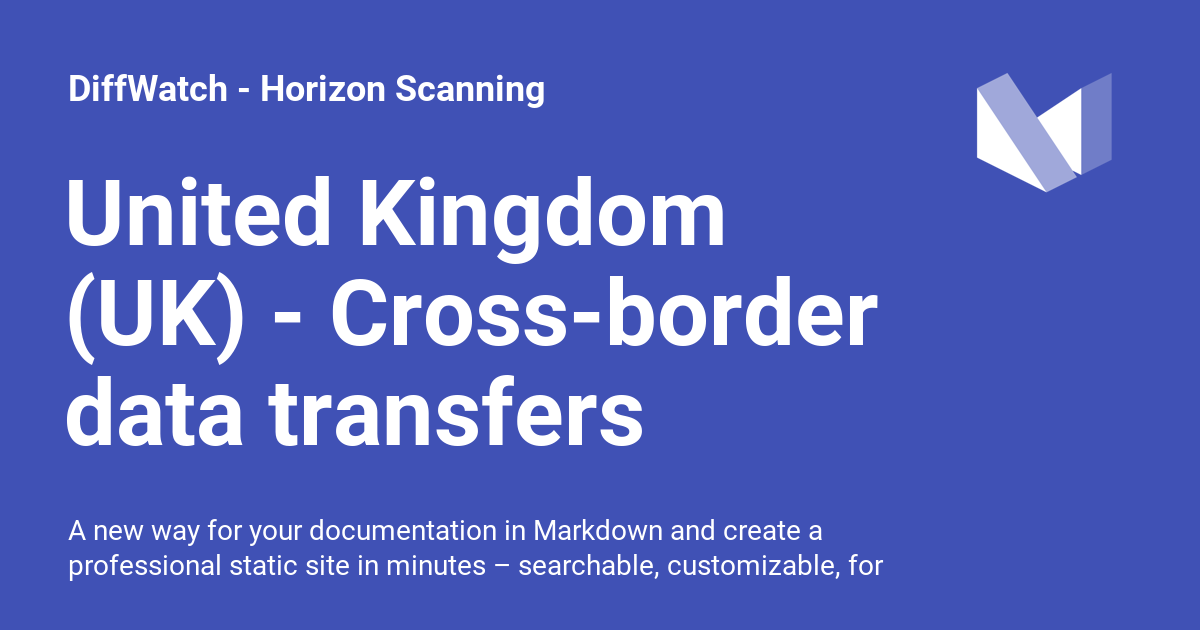 DiffWatch - Horizon Scanning
United Kingdom
(UK) - Cross-border
data transfers
A new way for your documentation in Markdown and create a
professional static site in minutes – searchable, customizable, for